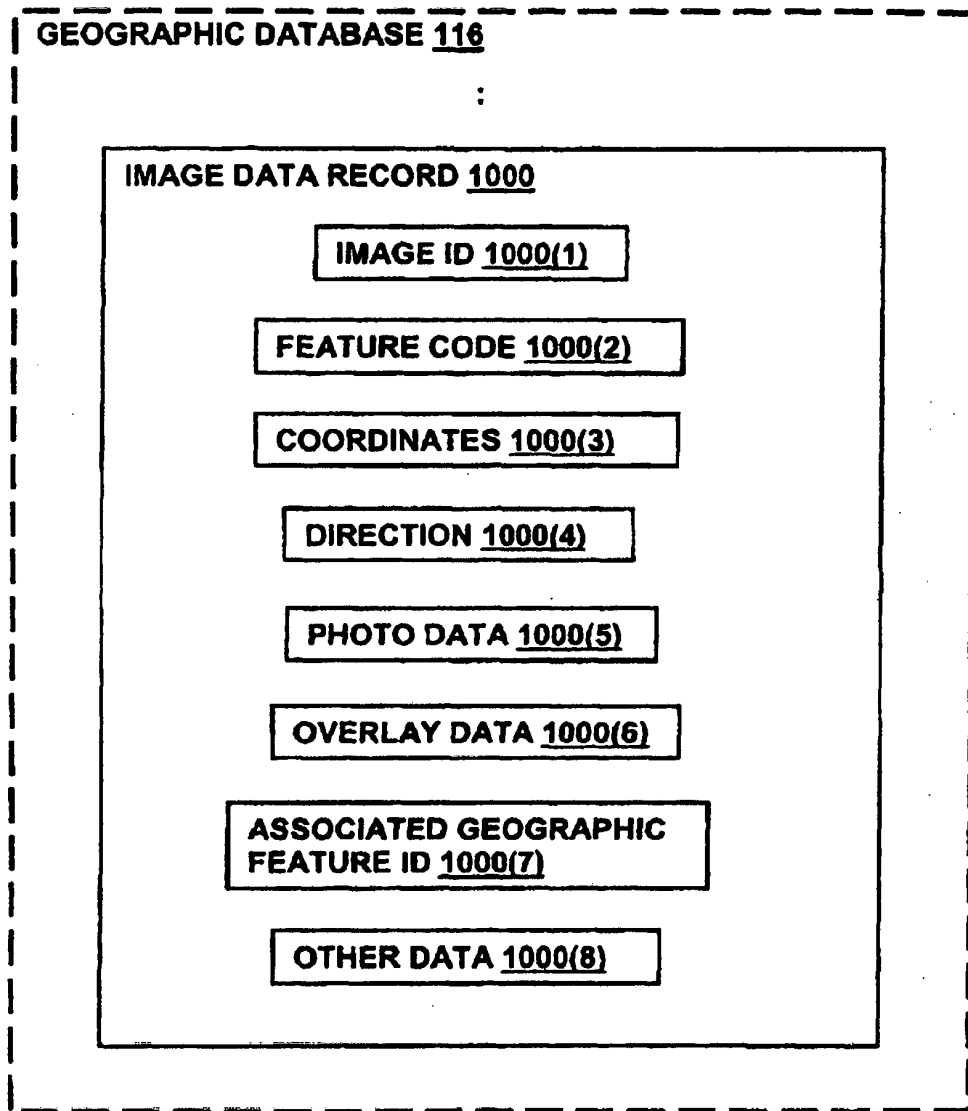 GEOGRAPHIC DATABASE 116
:
IMAGE DATA RECORD 1000
IMAGE ID 1000(1)
FEATURE CODE 1000(2)
COORDINATES 1000(3)
DIRECTION 1000(4)
PHOTO DATA 1000(5)
OVERLAY DATA 1000(6)
ASSOCIATED GEOGRAPHIC
FEATURE ID 1000(7)
OTHER DATA 1000(8)